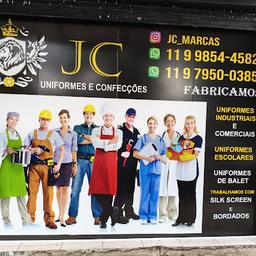 JC
UNIFORMES E CONFECÇÕES
JC_MARCAS
11 9 9854-4582
11 9 7950-0385
FABRICAMOS
UNIFORMES
INDUSTRIAIS
E
COMERCIAIS
UNIFORMES
ESCOLARES
UNIFORMES
DE BALET
TRABALHAMOS COM
SILK SCREEN
E
BORDADOS